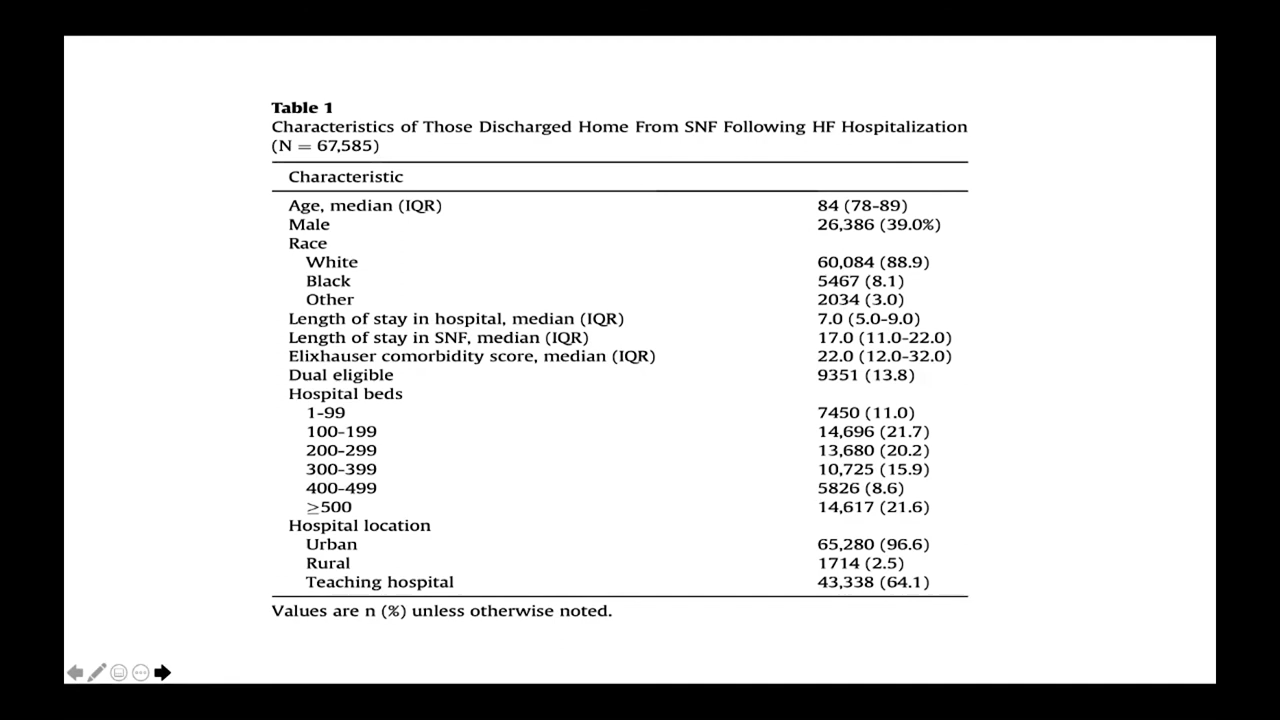 Table 1
Characteristics of Those Discharged Home From SNF Following HF Hospitalization
(N = 67,585)
Characteristic
Age, median (IQR) 84 (78-89)
Male 26,386 (39.0%)
Race
White 60,084 (88.9)
Black 5467 (8.1)
Other 2034 (3.0)
Length of stay in hospital, median (IQR) 7.0 (5.0-9.0)
Length of stay in SNF, median (IQR) 17.0 (11.0-22.0)
Elixhauser comorbidity score, median (IQR) 22.0 (12.0-32.0)
Dual eligible 9351 (13.8)
Hospital beds
1-99 7450 (11.0)
100-199 14,696 (21.7)
200-299 13,680 (20.2)
300-399 10,725 (15.9)
400-499 5826 (8.6)
≥500 14,617 (21.6)
Hospital location
Urban 65,280 (96.6)
Rural 1714 (2.5)
Teaching hospital 43,338 (64.1)
Values are n (%) unless otherwise noted.